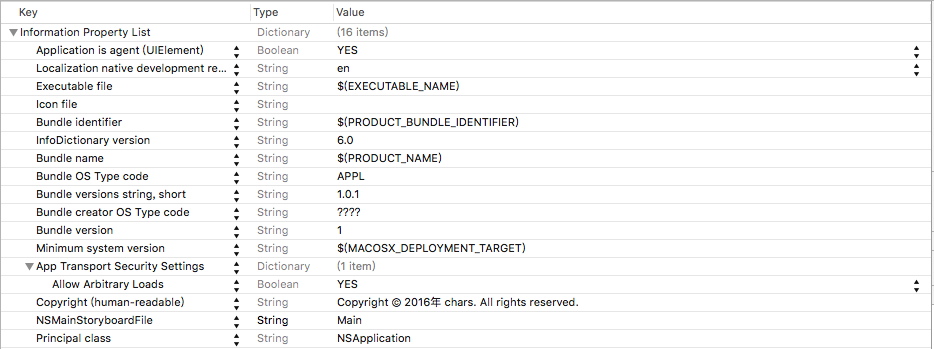 Key Type Value
Information Property List Dictionary (16 items)
Application is agent (UIElement) Boolean YES
Localization native development re... String en
Executable file String $(EXECUTABLE_NAME)
Icon file String
Bundle identifier String $(PRODUCT_BUNDLE_IDENTIFIER)
InfoDictionary version String 6.0
Bundle name String $(PRODUCT_NAME)
Bundle OS Type code String APPL
Bundle versions string, short String 1.0.1
Bundle creator OS Type code String ????
Bundle version String 1
Minimum system version String $(MACOSX_DEPLOYMENT_TARGET)
App Transport Security Settings Dictionary (1 item)
Allow Arbitrary Loads Boolean YES
Copyright (human-readable) String Copyright © 2016年 chars. All rights reserved.
NSMainStoryboardFile String Main
Principal class String NSApplication